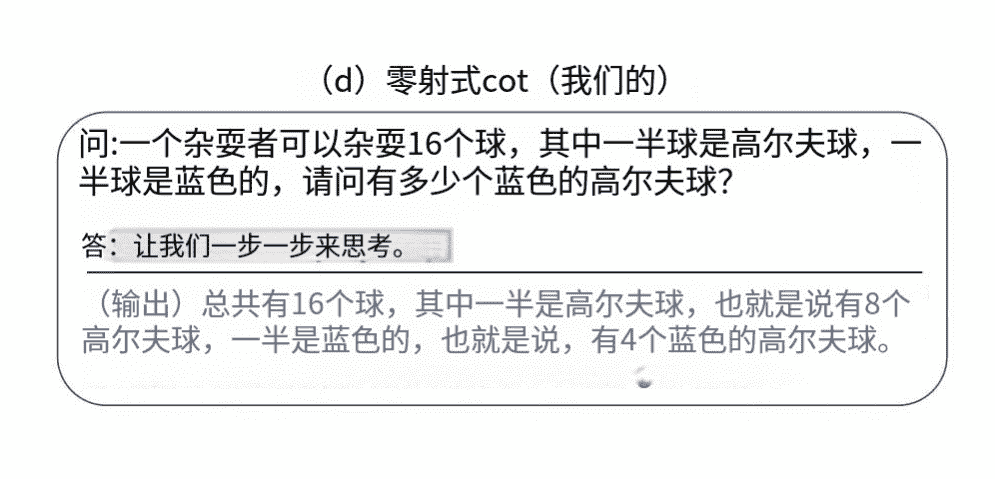 （d）零射式cot（我们的）
问:一个杂耍者可以杂耍16个球，其中一半球是高尔夫球，一
半球是蓝色的，请问有多少个蓝色的高尔夫球？
答：让我们一步一步来思考。
（输出）总共有16个球，其中一半是高尔夫球，也就是说有8个
高尔夫球，一半是蓝色的，也就是说，有4个蓝色的高尔夫球。